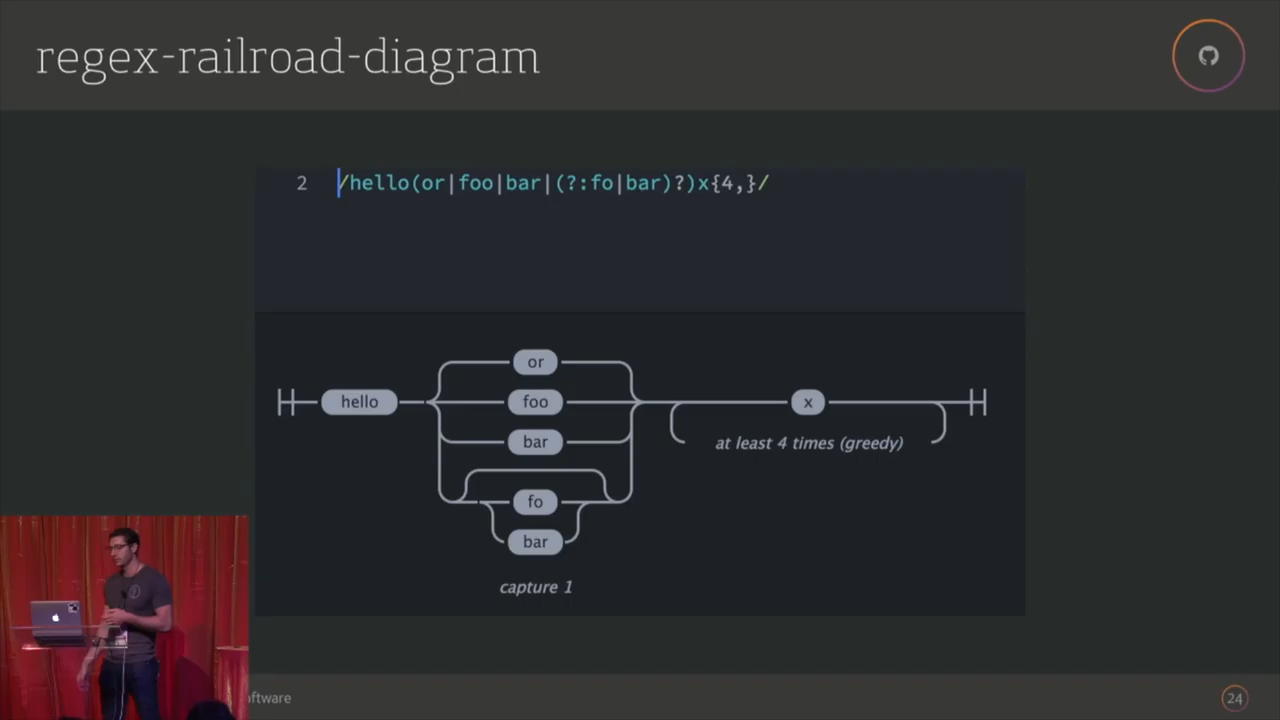 regex-railroad-diagram
2 /hello(or|foo|bar|(?:fo|bar)?)x{4,}/
or
hello foo x
bar at least 4 times (greedy)
fo
bar
capture 1
24